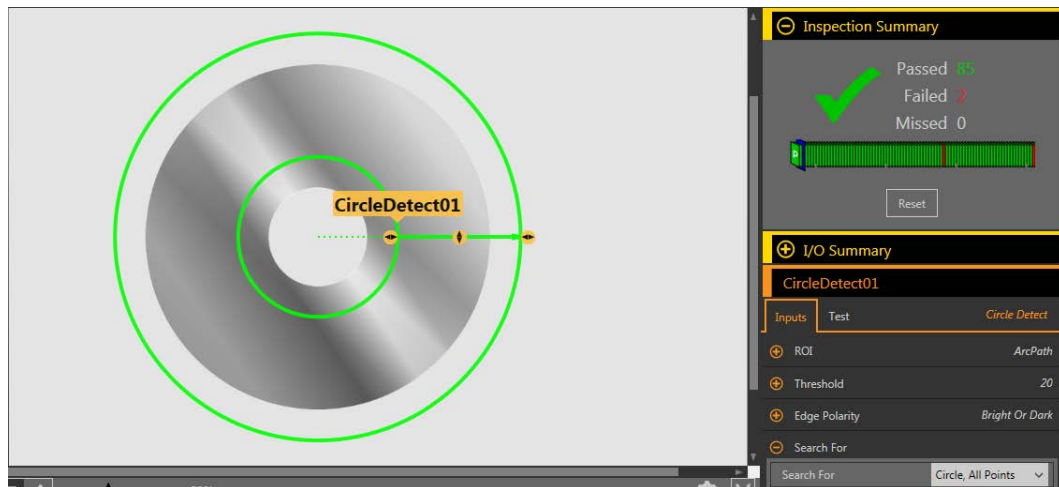 Inspection Summary
Passed 85
Failed 2
Missed 0
Reset
CircleDetect01
I/O Summary
CircleDetect01
Inputs Test Circle Detect
ROI ArcPath
Threshold 20
Edge Polarity Bright Or Dark
Search For
Search For Circle, All Points